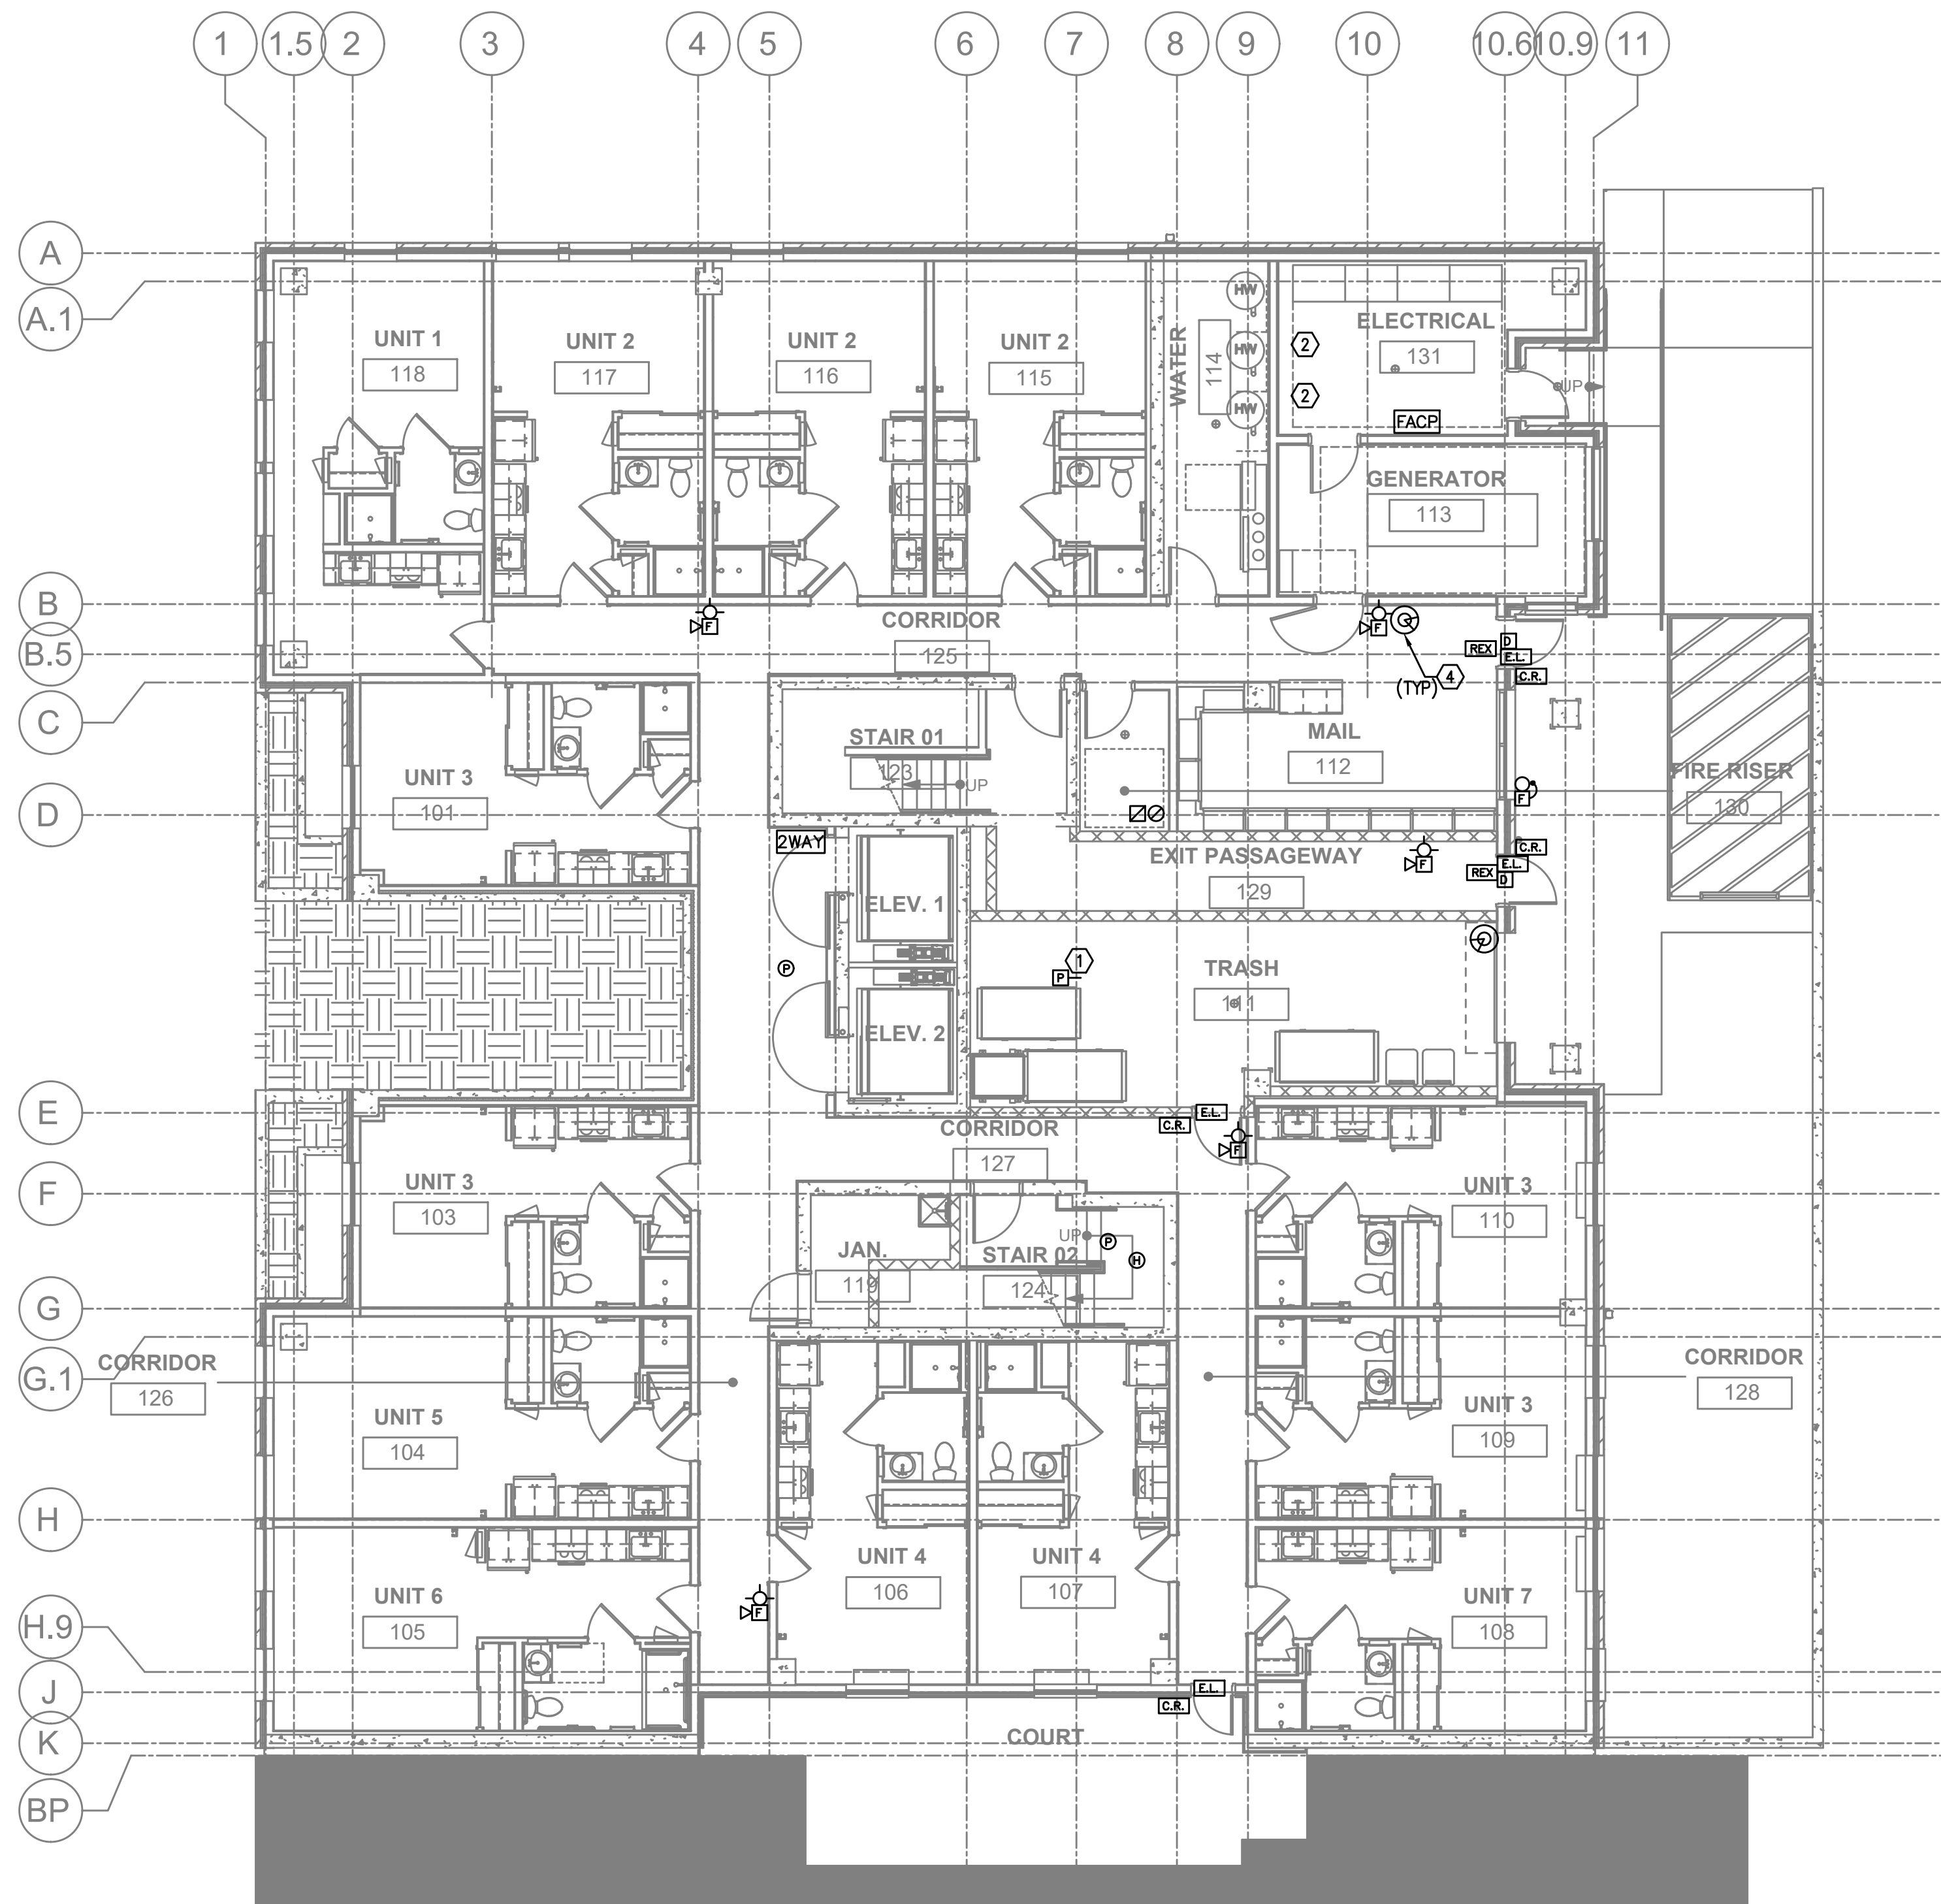 1 1.5 2 3 4 5 6 7 8 9 10 10.6 10.9 11
A
A.1
B
B.5
C
D
E
F
G
G.1
H
H.9
J
K
BP
UNIT 1
118
UNIT 2
117
UNIT 2
116
UNIT 2
115
WATER
114
HW
HW
HW
2
2
ELECTRICAL
131
FACP
UP
GENERATOR
113
CORRIDOR
125
F
F
4
(TYP)
REX
D
E.L.
C.R.
UNIT 3
101
STAIR 01
123
UP
MAIL
112
FIRE RISER
130
F
2WAY
EXIT PASSAGEWAY
129
F
C.R.
E.L.
REX
D
ELEV. 1
P
1
P
TRASH
111
ELEV. 2
E.L.
C.R.
F
CORRIDOR
127
UNIT 3
103
UNIT 3
110
JAN.
119
STAIR 02
124
UP
P
H
CORRIDOR
126
CORRIDOR
128
UNIT 5
104
UNIT 3
109
UNIT 6
105
F
UNIT 4
106
UNIT 4
107
UNIT 7
108
E.L.
C.R.
COURT